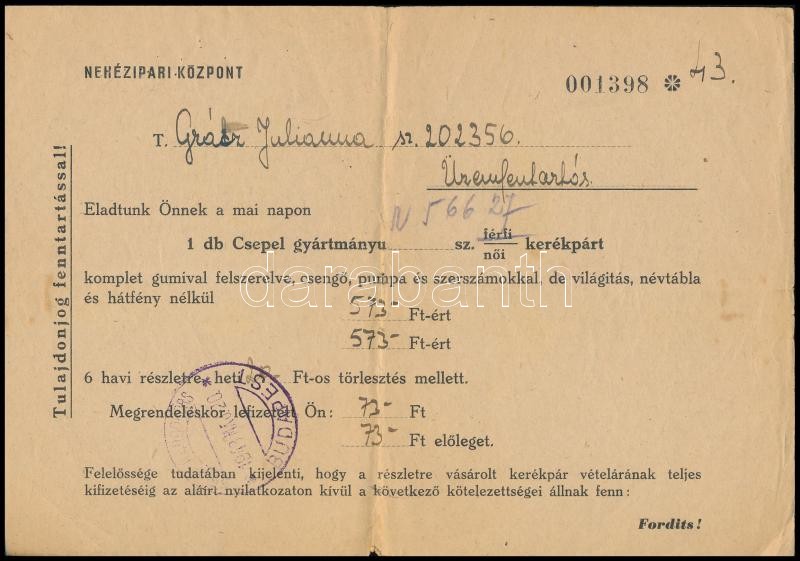 NEHÉZIPARI KÖZPONT
001398 * 43.
T. Grátz Julianna sz. 202356.
Üzemfentartós
Tulajdonjog fenntartással!
Eladtunk Önnek a mai napon
N 56627
1 db Csepel gyártmányu sz. férfi kerékpárt
női
komplet gumival felszerelve, csengő, pumpa és szerszámokkal, de világitás, névtábla
és hátfény nélkül
573- Ft-ért
573- Ft-ért
6 havi részletre, heti Ft-os törlesztés mellett.
Megrendeléskor lefizetett Ön: 73- Ft
73- Ft előleget.
BUDAPEST
Felelőssége tudatában kijelenti, hogy a részletre vásárolt kerékpár vételárának teljes
kifizetéséig az aláirt nyilatkozaton kívül a következő kötelezettségei állnak fenn:
Fordits!
darabanth